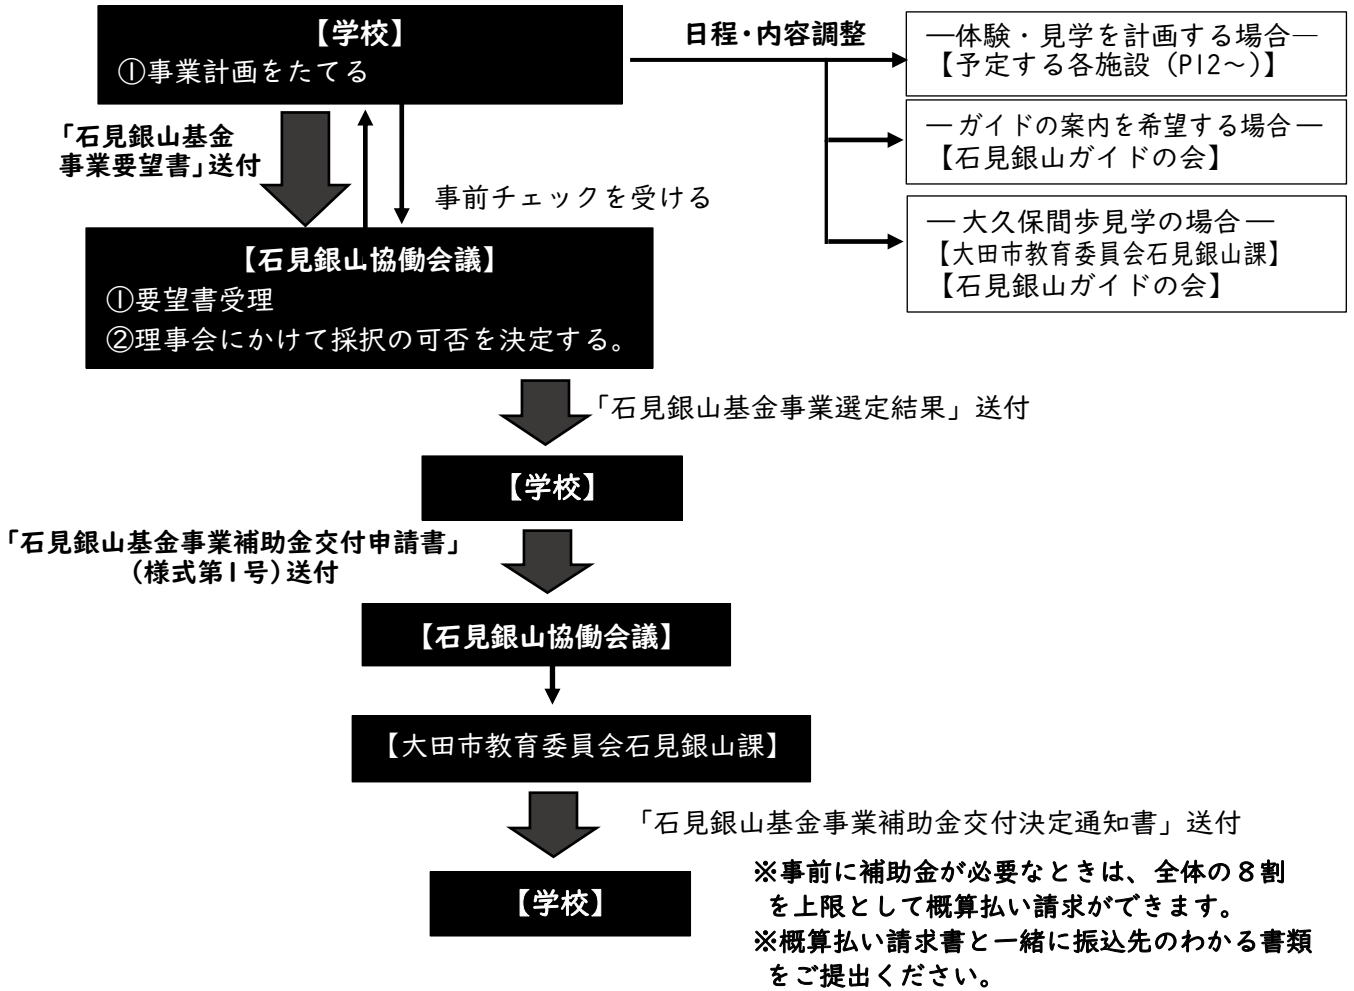 【学校】
①事業計画をたてる
日程・内容調整
―体験・見学を計画する場合―
【予定する各施設（P12～）】
―ガイドの案内を希望する場合―
【石見銀山ガイドの会】
―大久保間歩見学の場合―
【大田市教育委員会石見銀山課】
【石見銀山ガイドの会】
「石見銀山基金
事業要望書」送付
事前チェックを受ける
【石見銀山協働会議】
①要望書受理
②理事会にかけて採択の可否を決定する。
「石見銀山基金事業選定結果」送付
【学校】
「石見銀山基金事業補助金交付申請書」
（様式第1号）送付
【石見銀山協働会議】
【大田市教育委員会石見銀山課】
「石見銀山基金事業補助金交付決定通知書」送付
【学校】
※事前に補助金が必要なときは、全体の８割
を上限として概算払い請求ができます。
※概算払い請求書と一緒に振込先のわかる書類
をご提出ください。